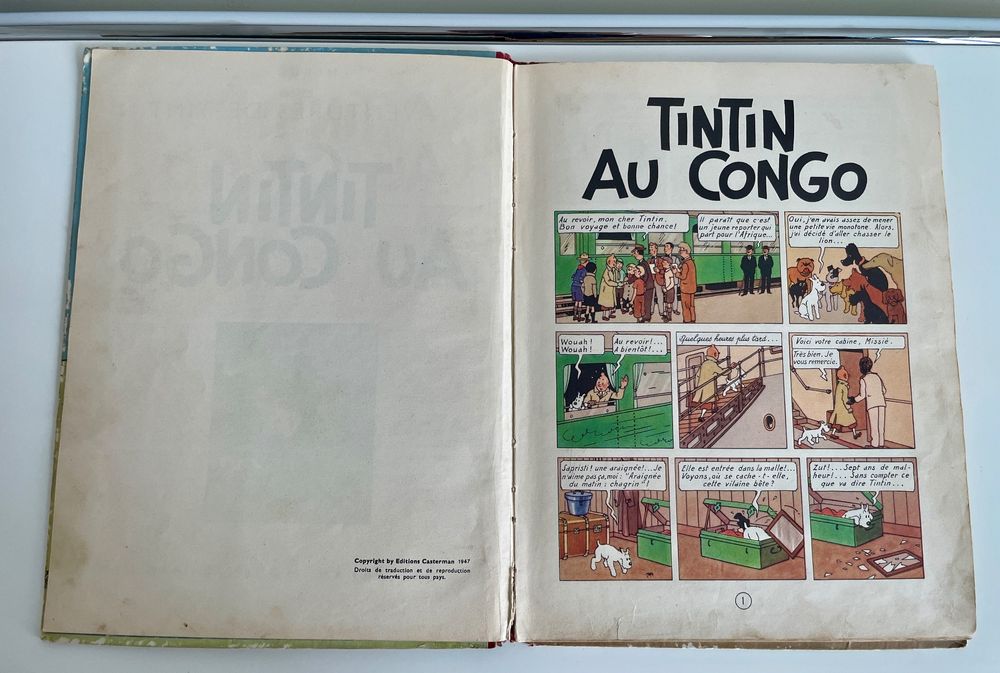 Copyright by Editions Casterman 1947
Droits de traduction et de reproduction
réservés pour tous pays.
TINTIN
AU CONGO
Au revoir, mon cher Tintin.
Bon voyage et bonne chance!
Il paraît que c'est
un jeune reporter qui
part pour l'Afrique...
Oui, j'en avais assez de mener
une petite vie monotone. Alors,
j'ai décidé d'aller chasser le
lion...
Wouah!
Wouah!
Au revoir!...
A bientôt!...
Quelques heures plus tard...
Voici votre cabine, Missié.
Très bien. Je
vous remercie.
Sapristi! une araignée!...Je
n'aime pas ça, moi: "Araignée
du matin: chagrin"!
Elle est entrée dans la malle!...
Voyons, où se cache-t-elle,
cette vilaine bête?
Zut!... Sept ans de mal-
heur!... Sans compter ce
que va dire Tintin...
1